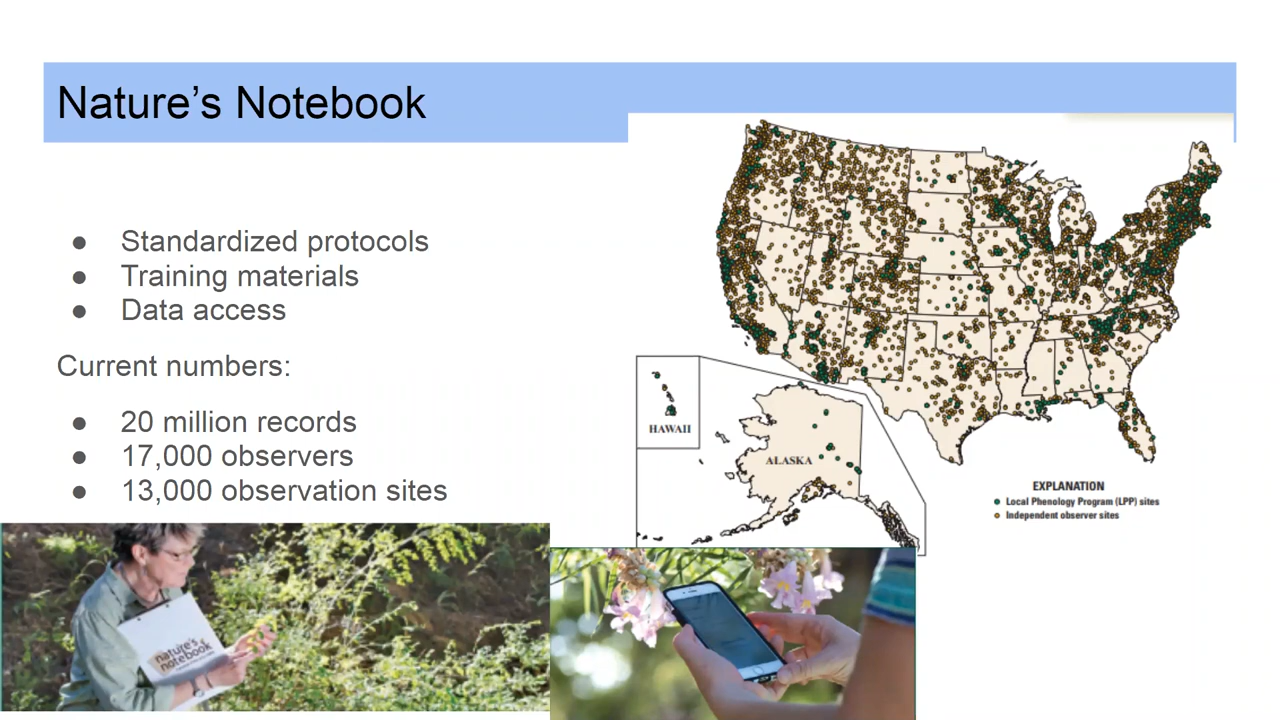 Nature’s Notebook
● Standardized protocols
● Training materials
● Data access
Current numbers:
● 20 million records
● 17,000 observers
● 13,000 observation sites
HAWAII
ALASKA
EXPLANATION
Local Phenology Program (LPP) sites
Independent observer sites
nature's
notebook